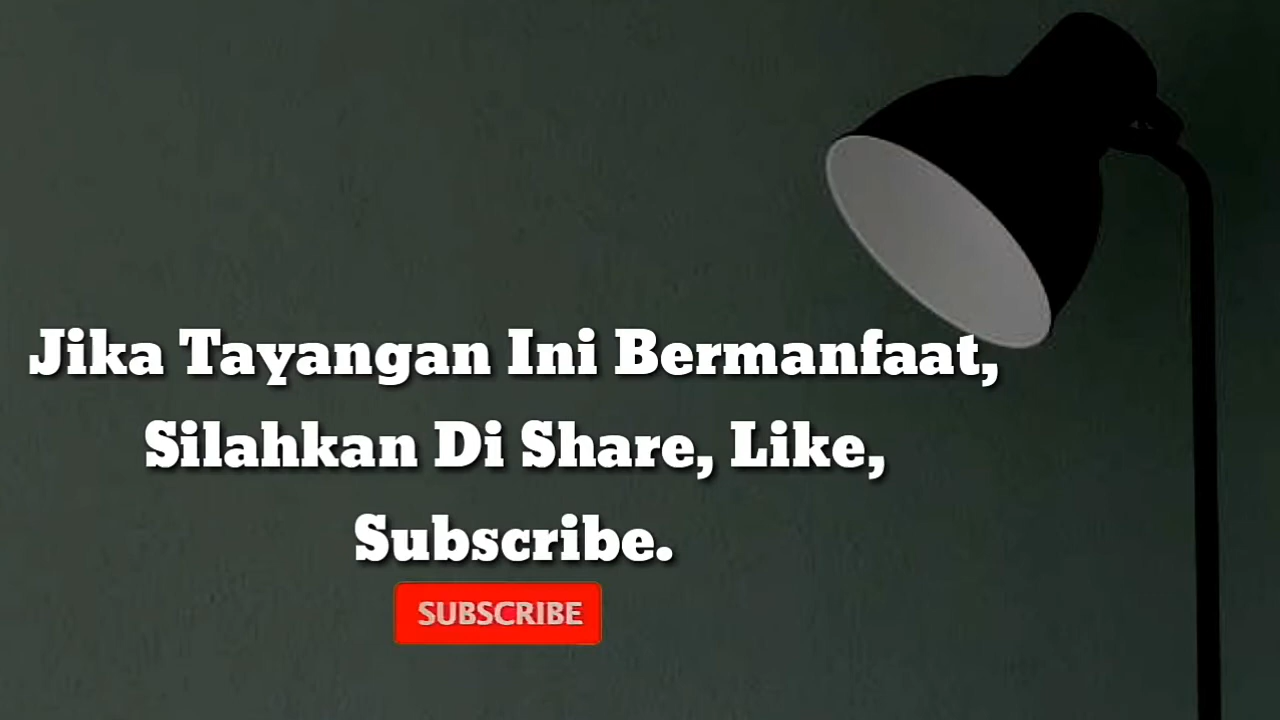 Jika Tayangan Ini Bermanfaat,
Silahkan Di Share, Like,
Subscribe.
SUBSCRIBE